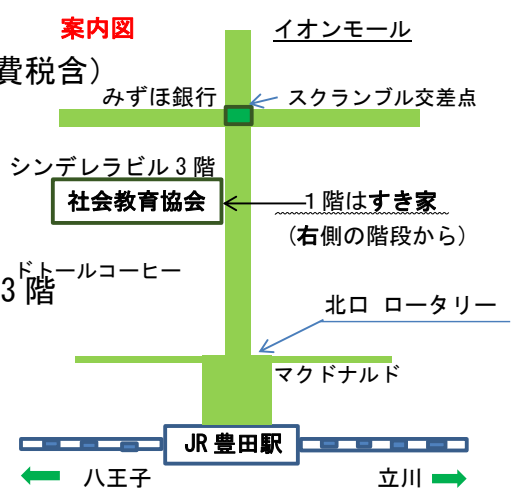 案内図
イオンモール
費税含）
みずほ銀行
スクランブル交差点
シンデレラビル 3 階
社会教育協会
1 階はすき家
（右側の階段から）
ドトールコーヒー
3 階
北口 ロータリー
マクドナルド
JR 豊田駅
八王子
立川